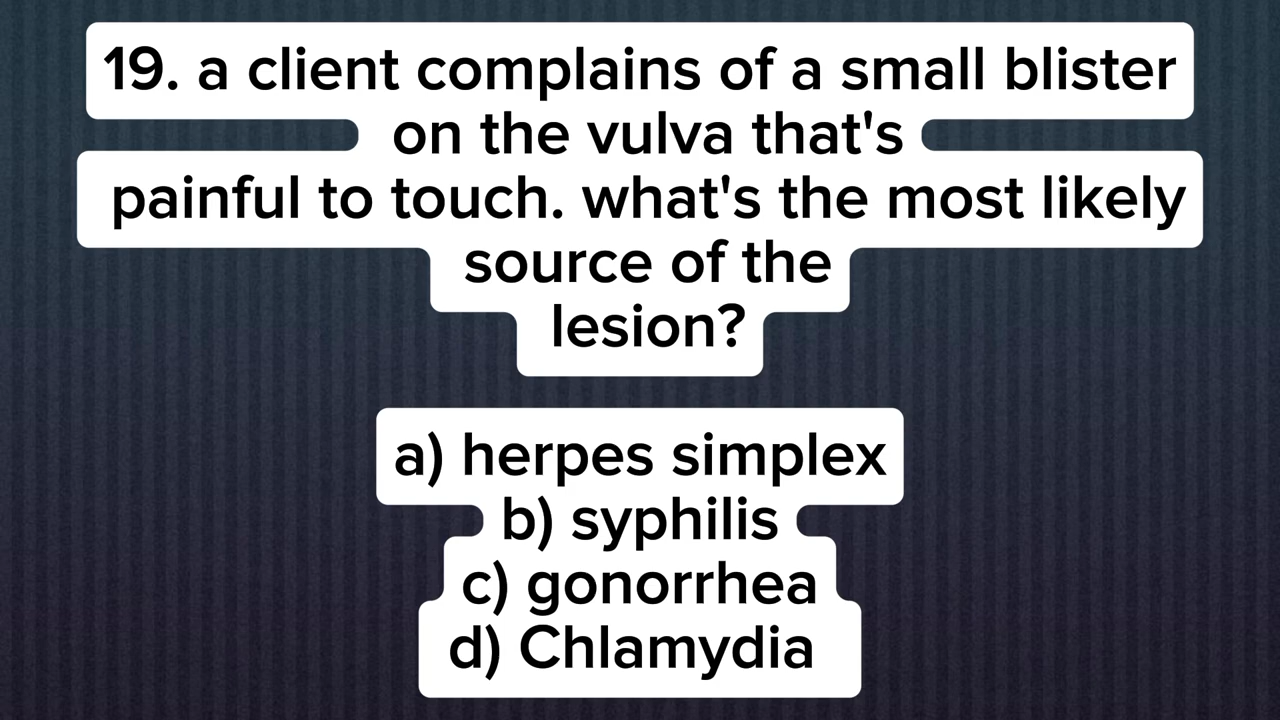 19. a client complains of a small blister
on the vulva that's
painful to touch. what's the most likely
source of the
lesion?
a) herpes simplex
b) syphilis
c) gonorrhea
d) Chlamydia